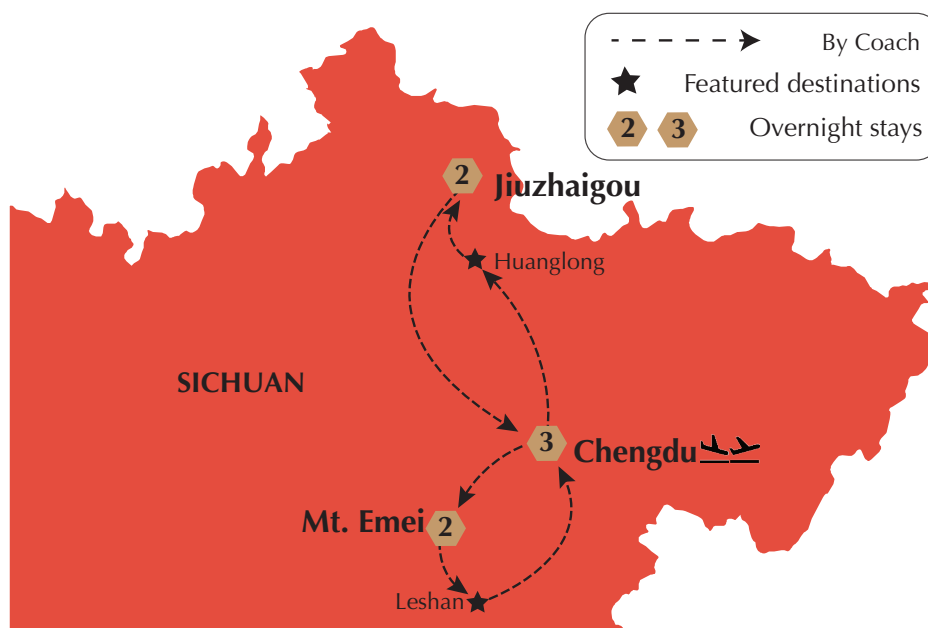 By Coach
Featured destinations
2 3 Overnight stays
2
Jiuzhaigou
Huanglong
SICHUAN
3
Chengdu
Mt. Emei 2
Leshan